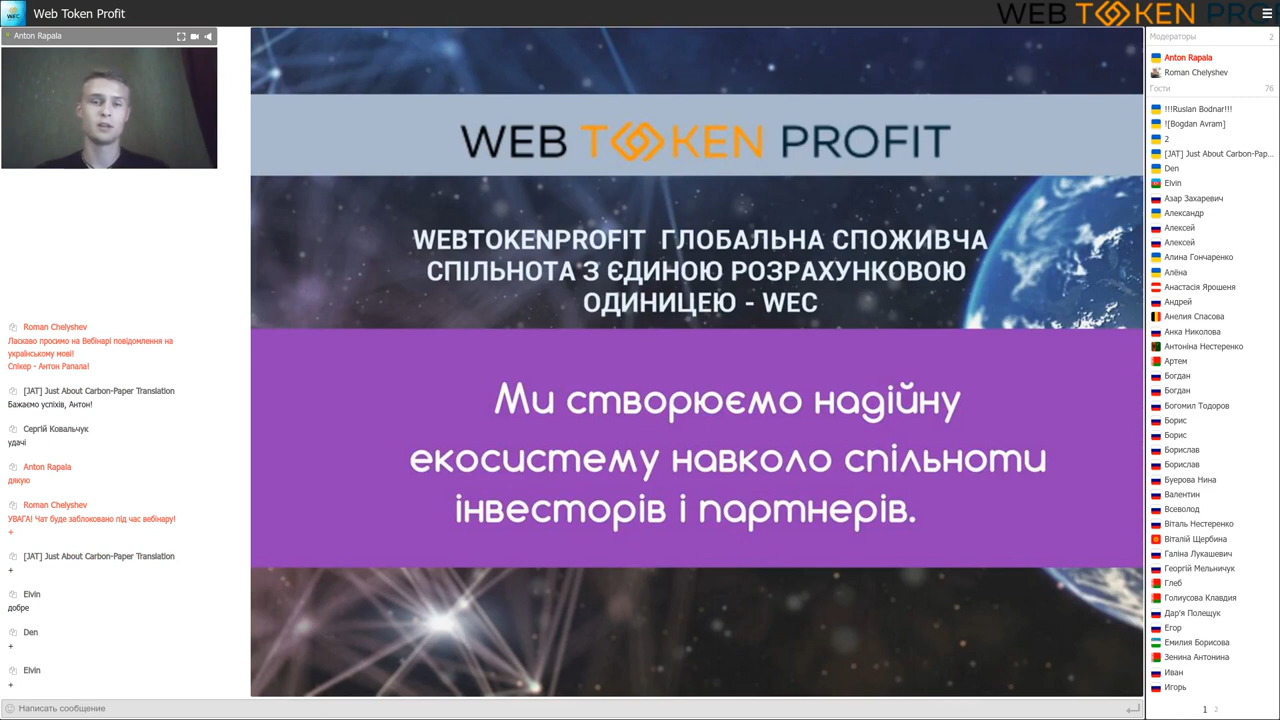 WEC
Web Token Profit
WEB TOKEN PROF
Anton Rapala
WEB TOKEN PROFIT
WEBTOKENPROFIT ГЛОБАЛЬНА СПОЖИВЧА
СПІЛЬНОТА З ЄДИНОЮ РОЗРАХУНКОВОЮ
ОДИНИЦЕЮ - WEC
Ми створюємо надійну
екосистему навколо спільноти
інвесторів і партнерів.
Roman Chelyshev
Ласкаво просимо на Вебінарі повідомлення на
українському мові!
Спікер - Антон Рапала!
[JAT] Just About Carbon-Paper Translation
Бажаємо успіхів, Антон!
Сергій Ковальчук
удачі
Anton Rapala
дякую
Roman Chelyshev
УВАГА! Чат буде заблоковано під час вебінару!
+
[JAT] Just About Carbon-Paper Translation
+
Elvin
добре
Den
+
Elvin
+
Написать сообщение
Модераторы 2
Anton Rapala
Roman Chelyshev
Гости 76
!!!Ruslan Bodnar!!!
![Bogdan Avram]
2
[JAT] Just About Carbon-Pap...
Den
Elvin
Азар Захаревич
Александр
Алексей
Алексей
Алина Гончаренко
Алёна
Анастасія Ярошеня
Андрей
Анелия Спасова
Анка Николова
Антоніна Нестеренко
Артем
Богдан
Богдан
Богомил Тодоров
Борис
Борис
Борислав
Борислав
Буерова Нина
Валентин
Всеволод
Віталь Нестеренко
Віталій Щербина
Галіна Лукашевич
Георгій Мельничук
Глеб
Голиусова Клавдия
Дар'я Полещук
Егор
Емилия Борисова
Зенина Антонина
Иван
Игорь
1 2